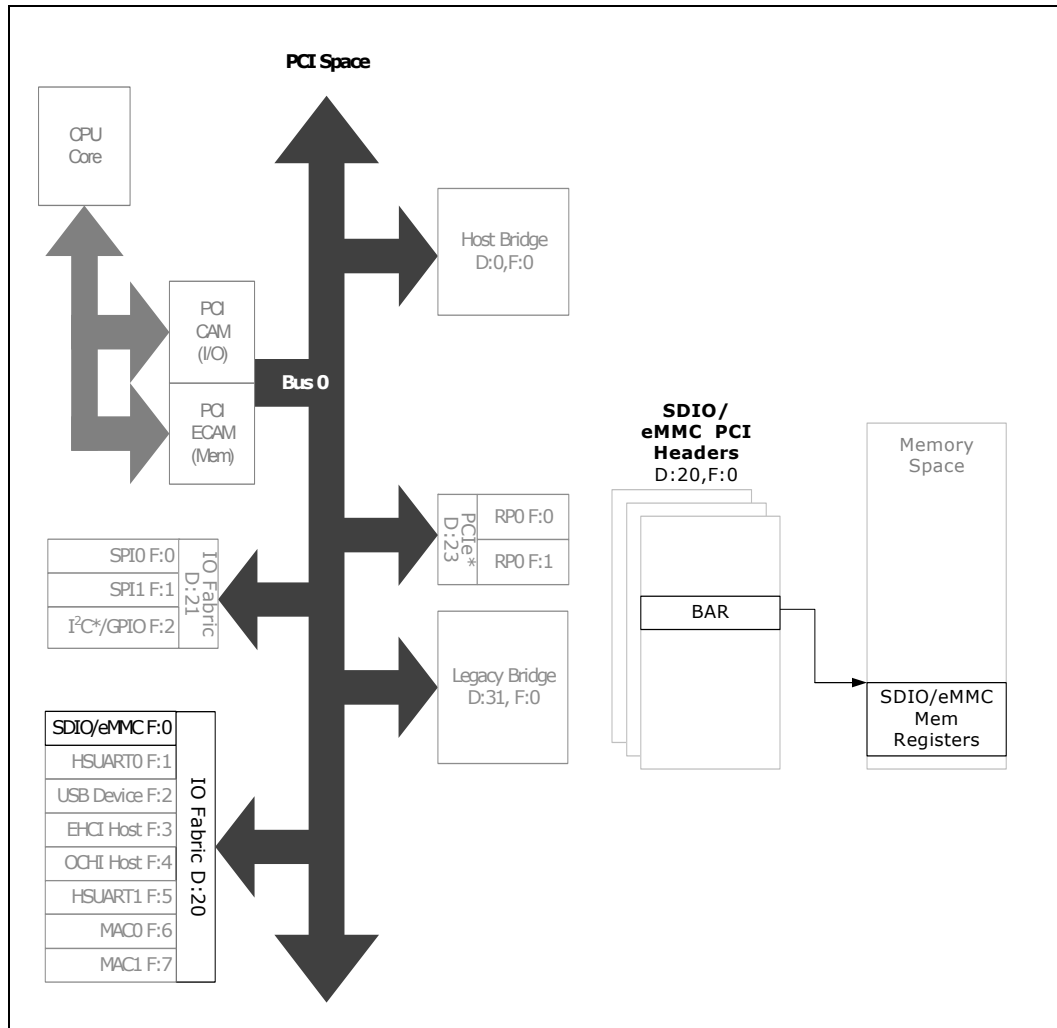 PCI Space
CPU
Core
Host Bridge
D:0,F:0
PCI
CAM
(I/O)
Bus 0
PCI
ECAM
(Mem)
SDIO/
eMMC PCI
Headers
D:20,F:0
Memory
Space
PCIe*
D:23
RP0 F:0
RP0 F:1
SPI0 F:0
SPI1 F:1
I²C*/GPIO F:2
IO Fabric
D:21
BAR
Legacy Bridge
D:31, F:0
SDIO/eMMC
Mem
Registers
SDIO/eMMC F:0
HSUART0 F:1
USB Device F:2
EHCI Host F:3
OCHI Host F:4
HSUART1 F:5
MAC0 F:6
MAC1 F:7
IO Fabric D:20